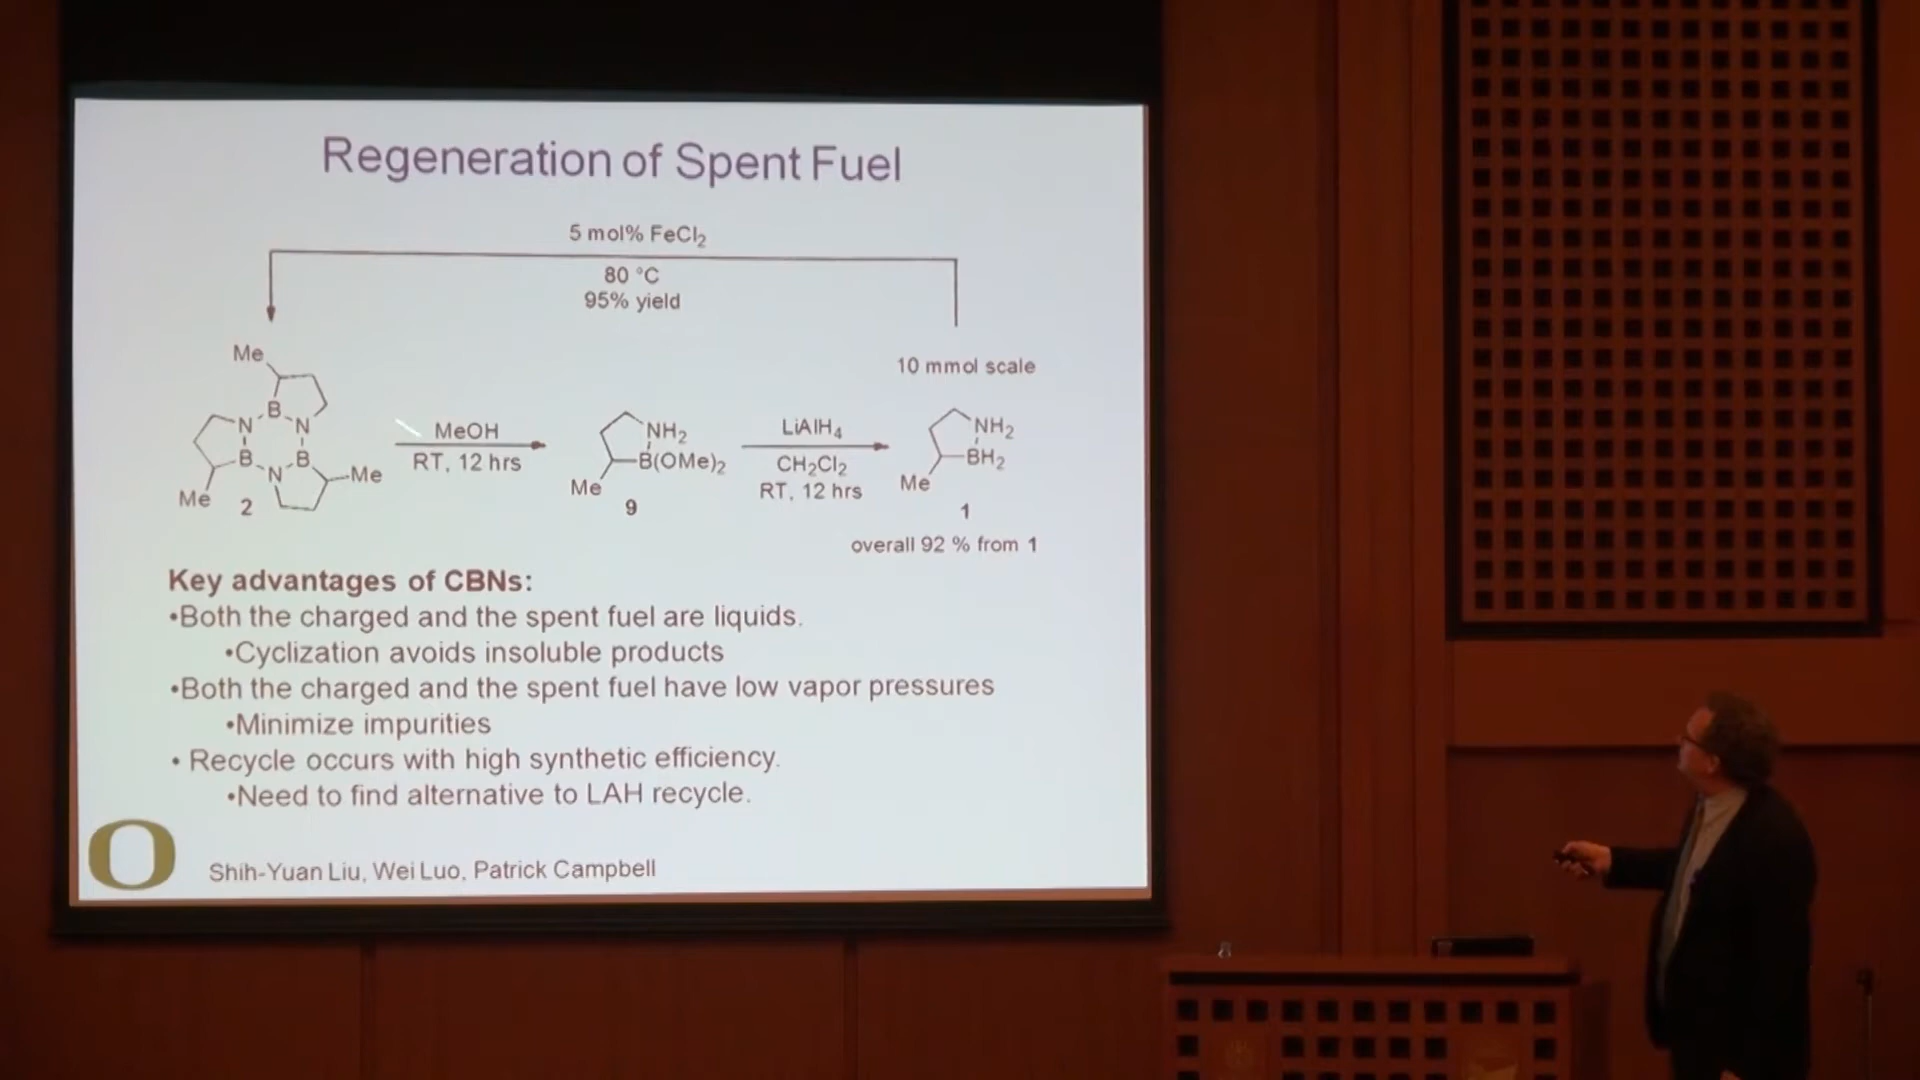 Regeneration of Spent Fuel
5 mol% FeCl₂
80 °C
95% yield
10 mmol scale
Me
B
N
N
B
B
N
Me
Me
2
MeOH
RT, 12 hrs
NH₂
B(OMe)₂
Me
9
LiAlH₄
CH₂Cl₂
RT, 12 hrs
NH₂
BH₂
Me
1
overall 92 % from 1
Key advantages of CBNs:
•Both the charged and the spent fuel are liquids.
•Cyclization avoids insoluble products
•Both the charged and the spent fuel have low vapor pressures
•Minimize impurities
• Recycle occurs with high synthetic efficiency.
•Need to find alternative to LAH recycle.
O
Shih-Yuan Liu, Wei Luo, Patrick Campbell